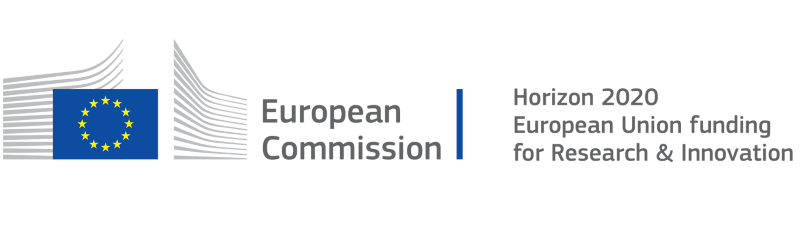 European
Commission
Horizon 2020
European Union funding
for Research & Innovation